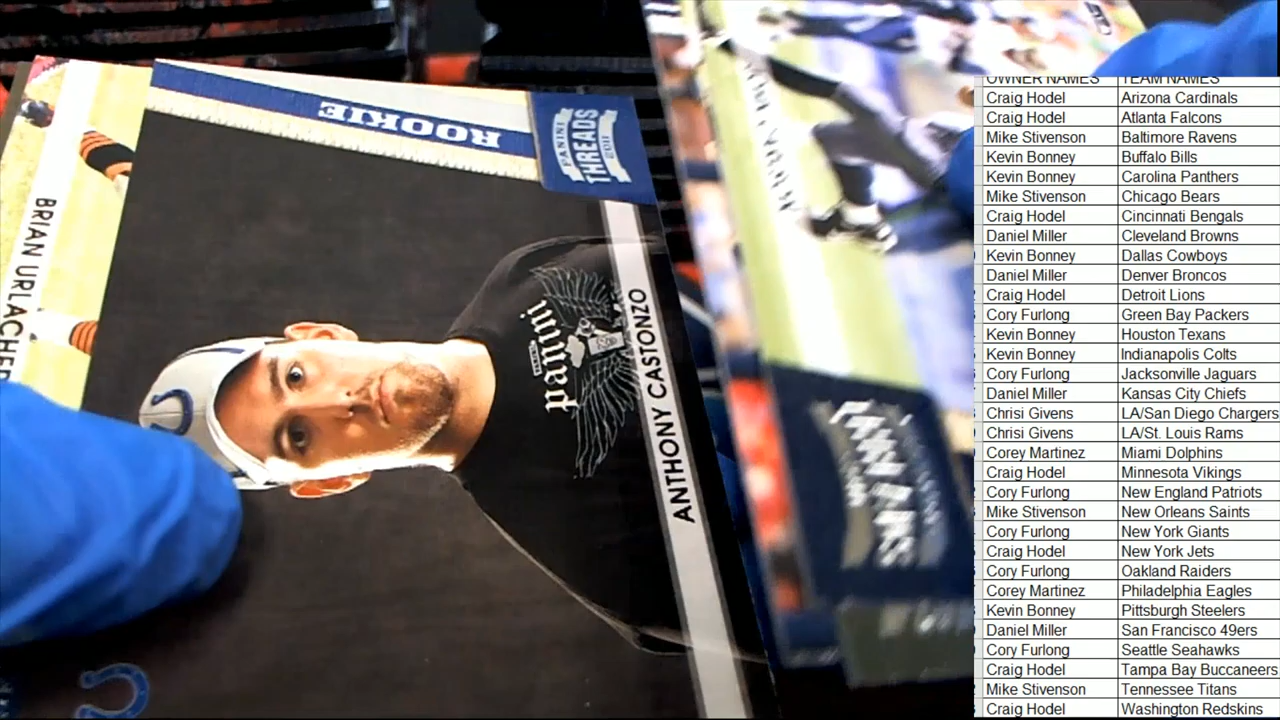 ROOKIE
PANINI
THREADS
2011
BRIAN URLACHER
panini
ANTHONY CASTONZO
OWNER NAMES TEAM NAMES
Craig Hodel Arizona Cardinals
Craig Hodel Atlanta Falcons
Mike Stivenson Baltimore Ravens
Kevin Bonney Buffalo Bills
Kevin Bonney Carolina Panthers
Mike Stivenson Chicago Bears
Craig Hodel Cincinnati Bengals
Daniel Miller Cleveland Browns
Kevin Bonney Dallas Cowboys
Daniel Miller Denver Broncos
Craig Hodel Detroit Lions
Cory Furlong Green Bay Packers
Kevin Bonney Houston Texans
Kevin Bonney Indianapolis Colts
Cory Furlong Jacksonville Jaguars
Daniel Miller Kansas City Chiefs
Chrisi Givens LA/San Diego Chargers
Chrisi Givens LA/St. Louis Rams
Corey Martinez Miami Dolphins
Craig Hodel Minnesota Vikings
Cory Furlong New England Patriots
Mike Stivenson New Orleans Saints
Cory Furlong New York Giants
Craig Hodel New York Jets
Cory Furlong Oakland Raiders
Corey Martinez Philadelphia Eagles
Kevin Bonney Pittsburgh Steelers
Daniel Miller San Francisco 49ers
Cory Furlong Seattle Seahawks
Craig Hodel Tampa Bay Buccaneers
Mike Stivenson Tennessee Titans
Craig Hodel Washington Redskins